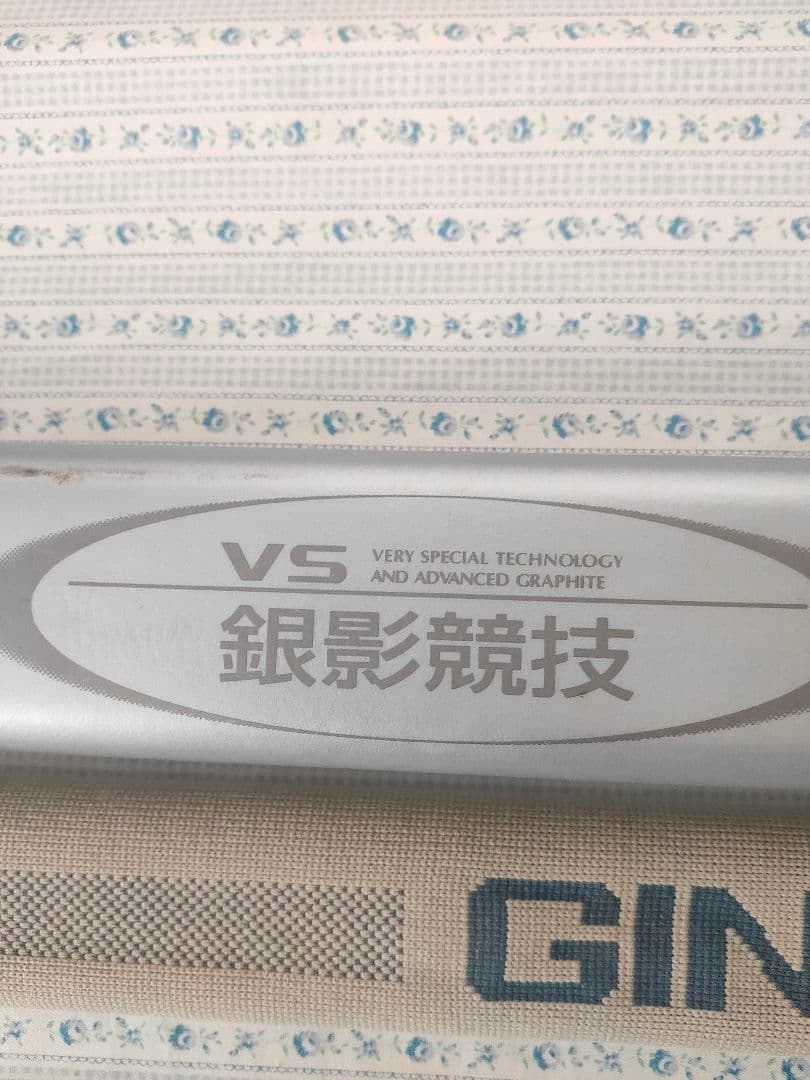 VS
VERY SPECIAL TECHNOLOGY
AND ADVANCED GRAPHITE
銀影競技
GIN